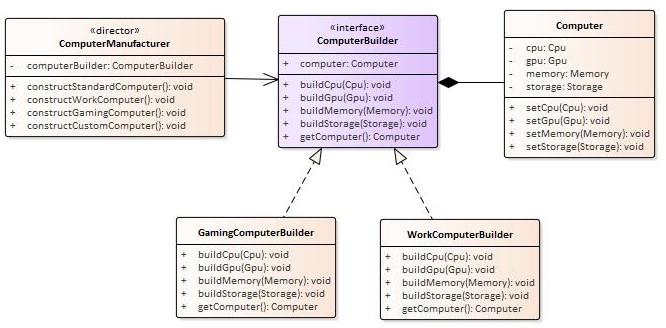 «director»
ComputerManufacturer
- computerBuilder: ComputerBuilder
+ constructStandardComputer(): void
+ constructWorkComputer(): void
+ constructGamingComputer(): void
+ constructCustomComputer(): void
«interface»
ComputerBuilder
+ computer: Computer
+ buildCpu(Cpu): void
+ buildGpu(Gpu): void
+ buildMemory(Memory): void
+ buildStorage(Storage): void
+ getComputer(): Computer
Computer
- cpu: Cpu
- gpu: Gpu
- memory: Memory
- storage: Storage
+ setCpu(Cpu): void
+ setGpu(Gpu): void
+ setMemory(Memory): void
+ setStorage(Storage): void
GamingComputerBuilder
+ buildCpu(Cpu): void
+ buildGpu(Gpu): void
+ buildMemory(Memory): void
+ buildStorage(Storage): void
+ getComputer(): Computer
WorkComputerBuilder
+ buildCpu(Cpu): void
+ buildGpu(Gpu): void
+ buildMemory(Memory): void
+ buildStorage(Storage): void
+ getComputer(): Computer